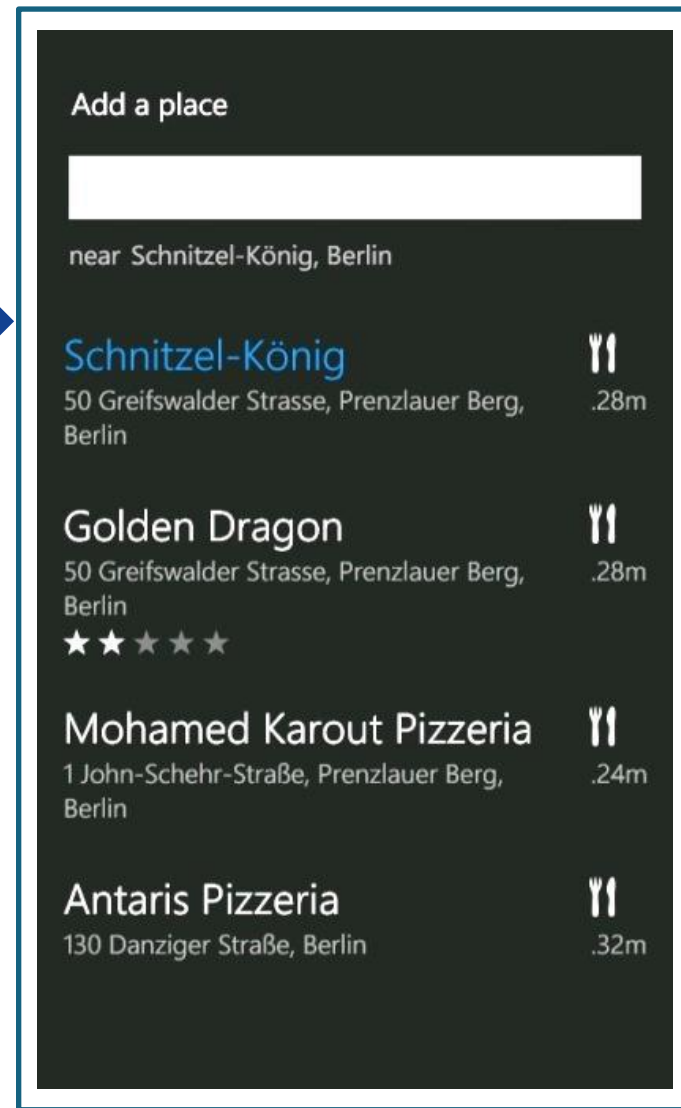 Add a place
near Schnitzel-König, Berlin
Schnitzel-König
50 Greifswalder Strasse, Prenzlauer Berg, .28m
Berlin
Golden Dragon
50 Greifswalder Strasse, Prenzlauer Berg, .28m
Berlin
Mohamed Karout Pizzeria
1 John-Schehr-Straße, Prenzlauer Berg, .24m
Berlin
Antaris Pizzeria
130 Danziger Straße, Berlin .32m